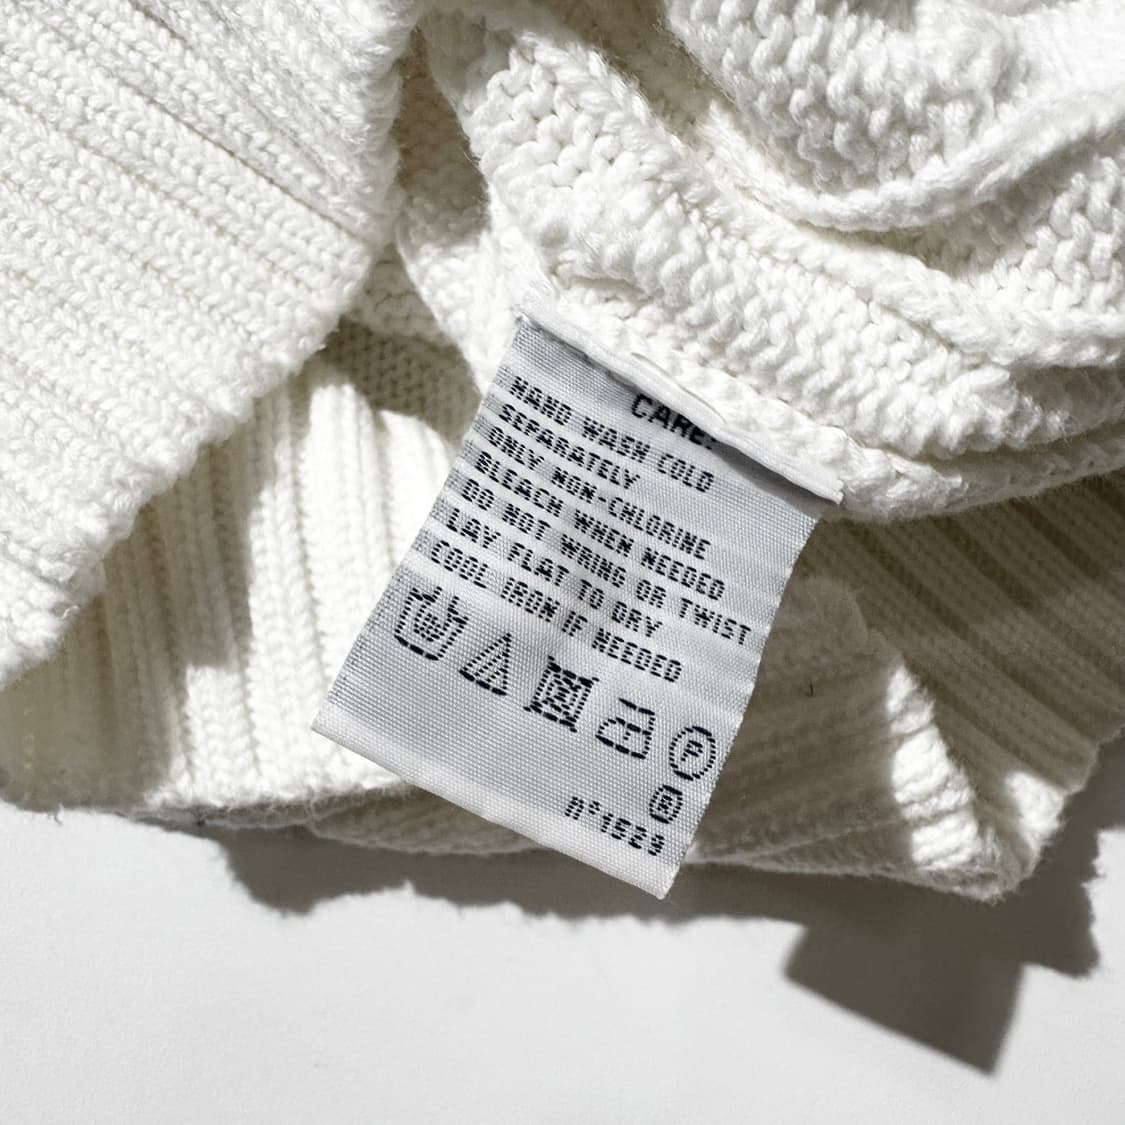 CARE:
HAND WASH COLD
SEPARATELY
ONLY NON-CHLORINE
BLEACH WHEN NEEDED
DO NOT WRING OR TWIST
LAY FLAT TO DRY
COOL IRON IF NEEDED
P
®
n°1529